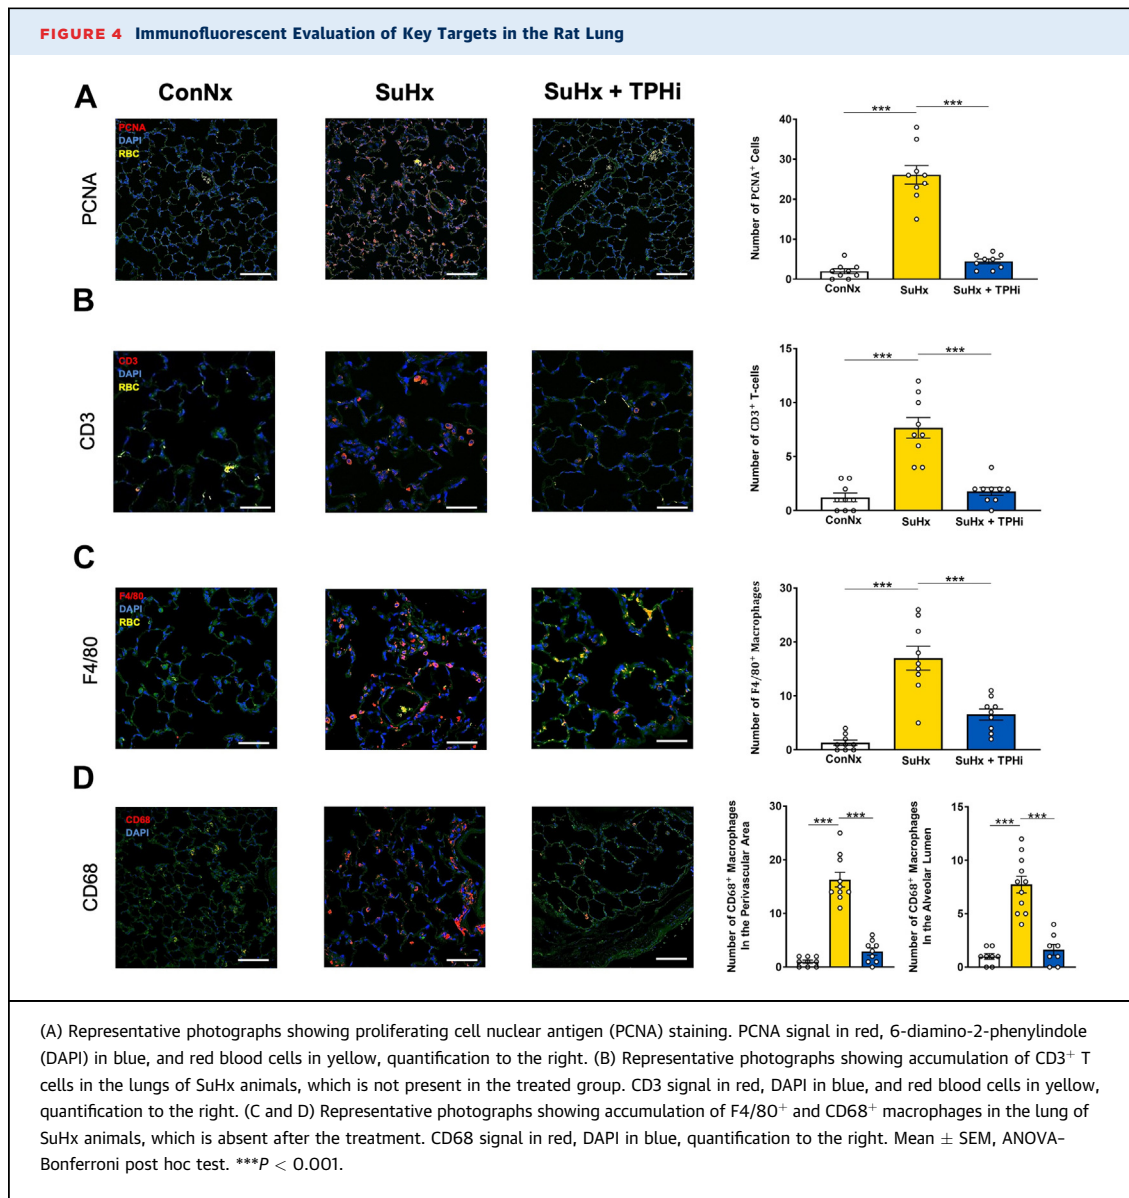 FIGURE 4 Immunofluorescent Evaluation of Key Targets in the Rat Lung
A
ConNx
SuHx
SuHx + TPHi
PCNA
PCNA
DAPI
RBC
Number of PCNA+ Cells
40
30
20
10
0
***
***
ConNx
SuHx
SuHx + TPHi
B
CD3
CD3
DAPI
RBC
Number of CD3+ T-cells
15
10
5
0
***
***
ConNx
SuHx
SuHx + TPHi
C
F4/80
F4/80
DAPI
RBC
Number of F4/80+ Macrophages
30
20
10
0
***
***
ConNx
SuHx
SuHx + TPHi
D
CD68
CD68
DAPI
Number of CD68+ Macrophages
In the Perivascular Area
30
20
10
0
***
***
Number of CD68+ Macrophages
In the Alveolar Lumen
15
10
5
0
***
***
(A) Representative photographs showing proliferating cell nuclear antigen (PCNA) staining. PCNA signal in red, 6-diamino-2-phenylindole
(DAPI) in blue, and red blood cells in yellow, quantification to the right. (B) Representative photographs showing accumulation of CD3+ T
cells in the lungs of SuHx animals, which is not present in the treated group. CD3 signal in red, DAPI in blue, and red blood cells in yellow,
quantification to the right. (C and D) Representative photographs showing accumulation of F4/80+ and CD68+ macrophages in the lung of
SuHx animals, which is absent after the treatment. CD68 signal in red, DAPI in blue, quantification to the right. Mean ± SEM, ANOVA-
Bonferroni post hoc test. ***P < 0.001.